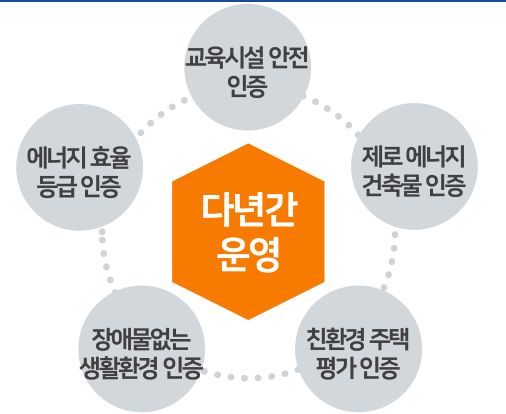 교육시설 안전
인증
에너지 효율
등급 인증
제로 에너지
건축물 인증
다년간
운영
장애물없는
생활환경 인증
친환경 주택
평가 인증